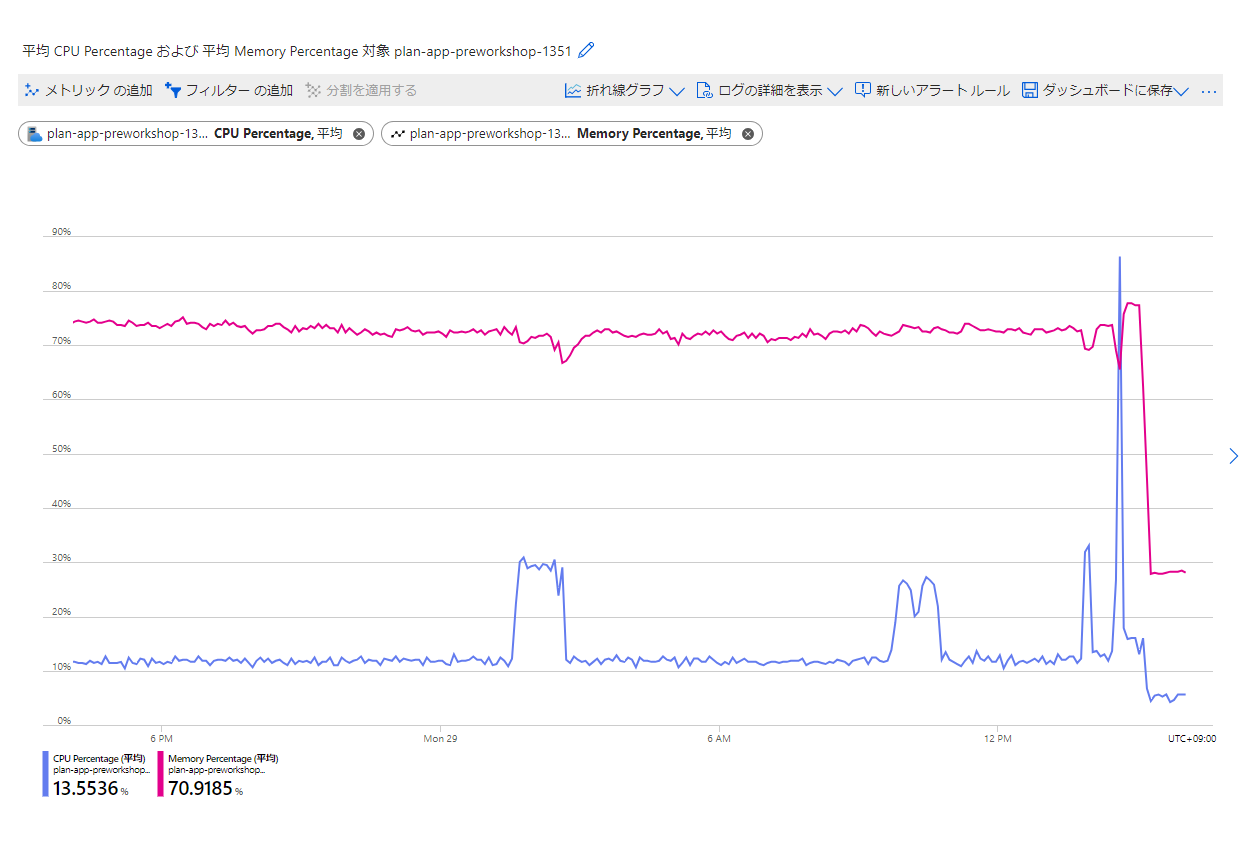 平均 CPU Percentage および 平均 Memory Percentage 対象 plan-app-preworkshop-1351
メトリック の追加 フィルター の追加 分割を適用する 折れ線グラフ ログの詳細を表示 新しいアラート ルール ダッシュボードに保存 ...
plan-app-preworkshop-13... CPU Percentage, 平均 plan-app-preworkshop-13... Memory Percentage, 平均
90%
80%
70%
60%
50%
40%
30%
20%
10%
0%
6 PM Mon 29 6 AM 12 PM UTC+09:00
CPU Percentage (平均) Memory Percentage (平均)
plan-app-preworkshop... plan-app-preworkshop...
13.5536 % 70.9185 %